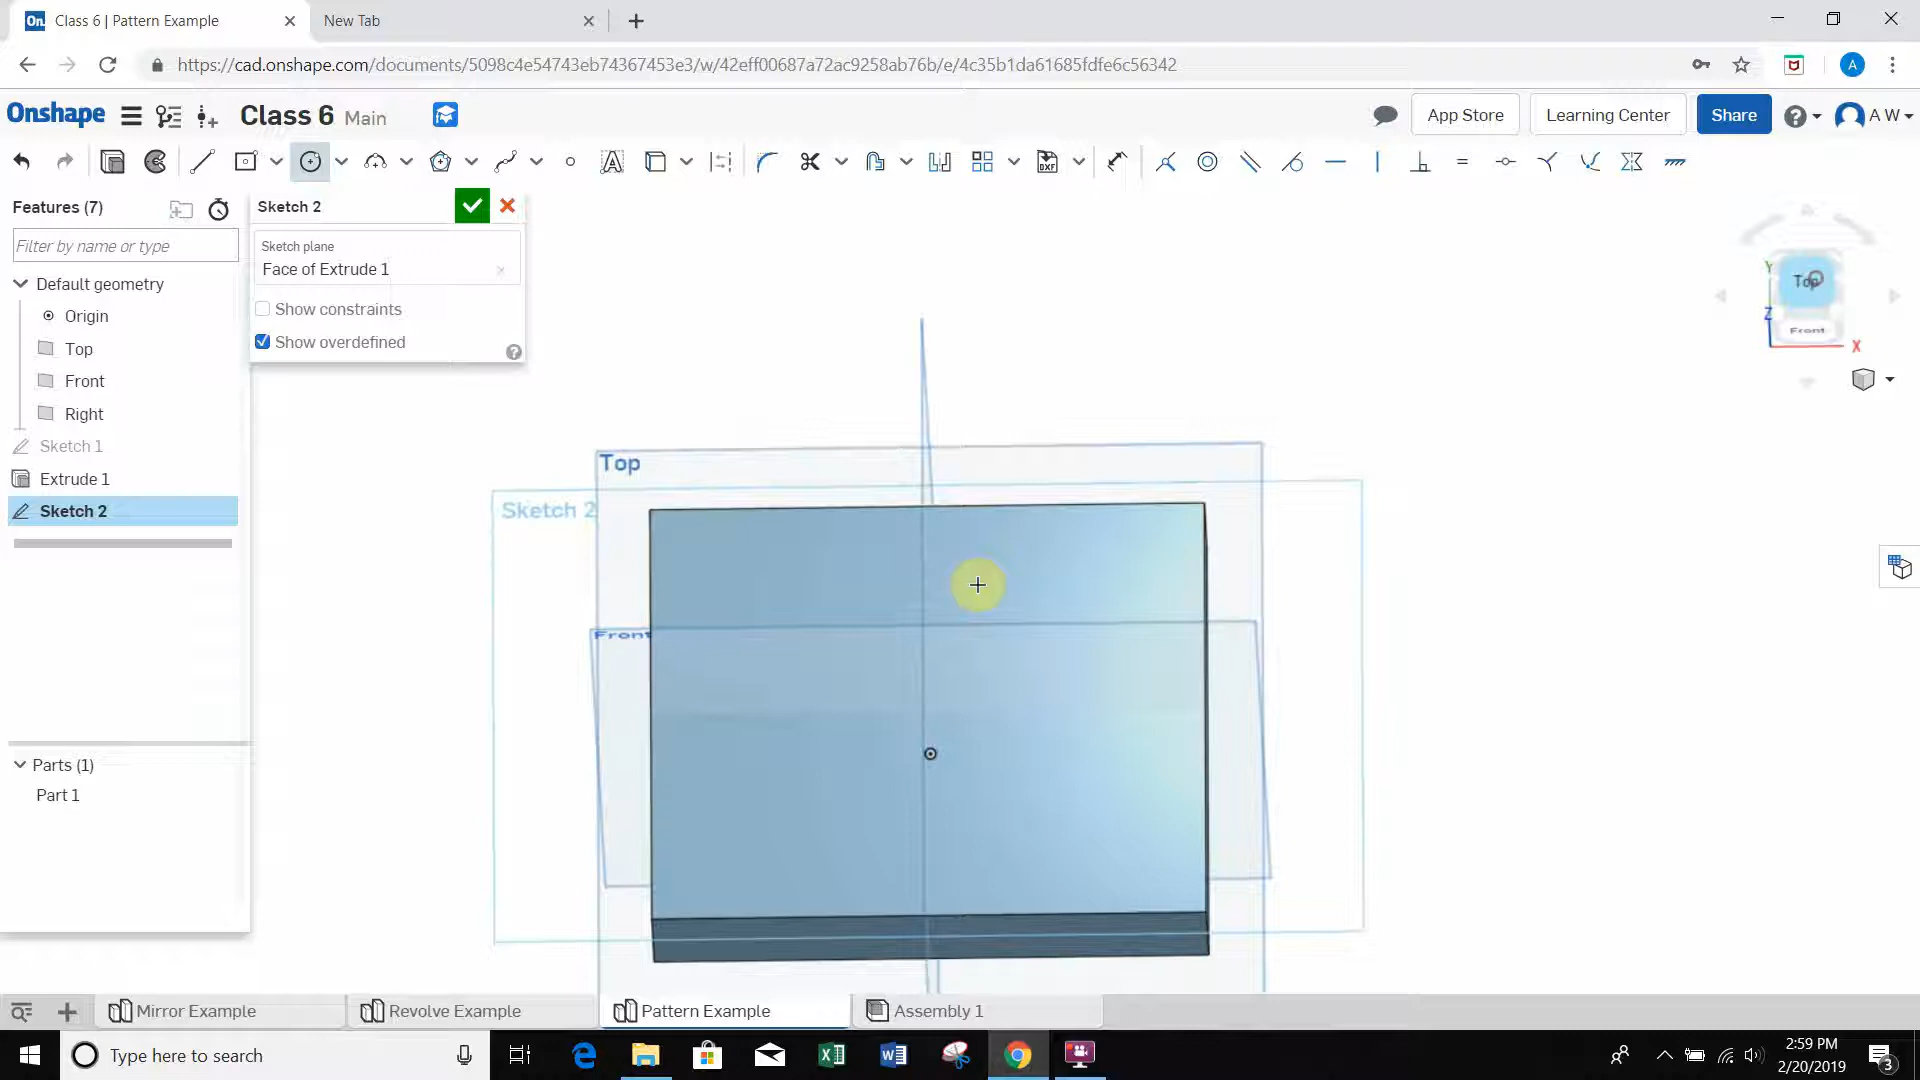 Class 6 | Pattern Example
New Tab
https://cad.onshape.com/documents/5098c4e54743eb74367453e3/w/42eff00687a72ac9258ab76b/e/4c35b1da61685fdfe6c56342
A
Onshape
Class 6 Main
App Store
Learning Center
Share
A W
DXF
Features (7)
Filter by name or type
Default geometry
Origin
Top
Front
Right
Sketch 1
Extrude 1
Sketch 2
Parts (1)
Part 1
Sketch 2
Sketch plane
Face of Extrude 1
Show constraints
Show overdefined
Top
Sketch 2
Front
Top
Front
Y
Z
X
Mirror Example
Revolve Example
Pattern Example
Assembly 1
Type here to search
2:59 PM
2/20/2019
3